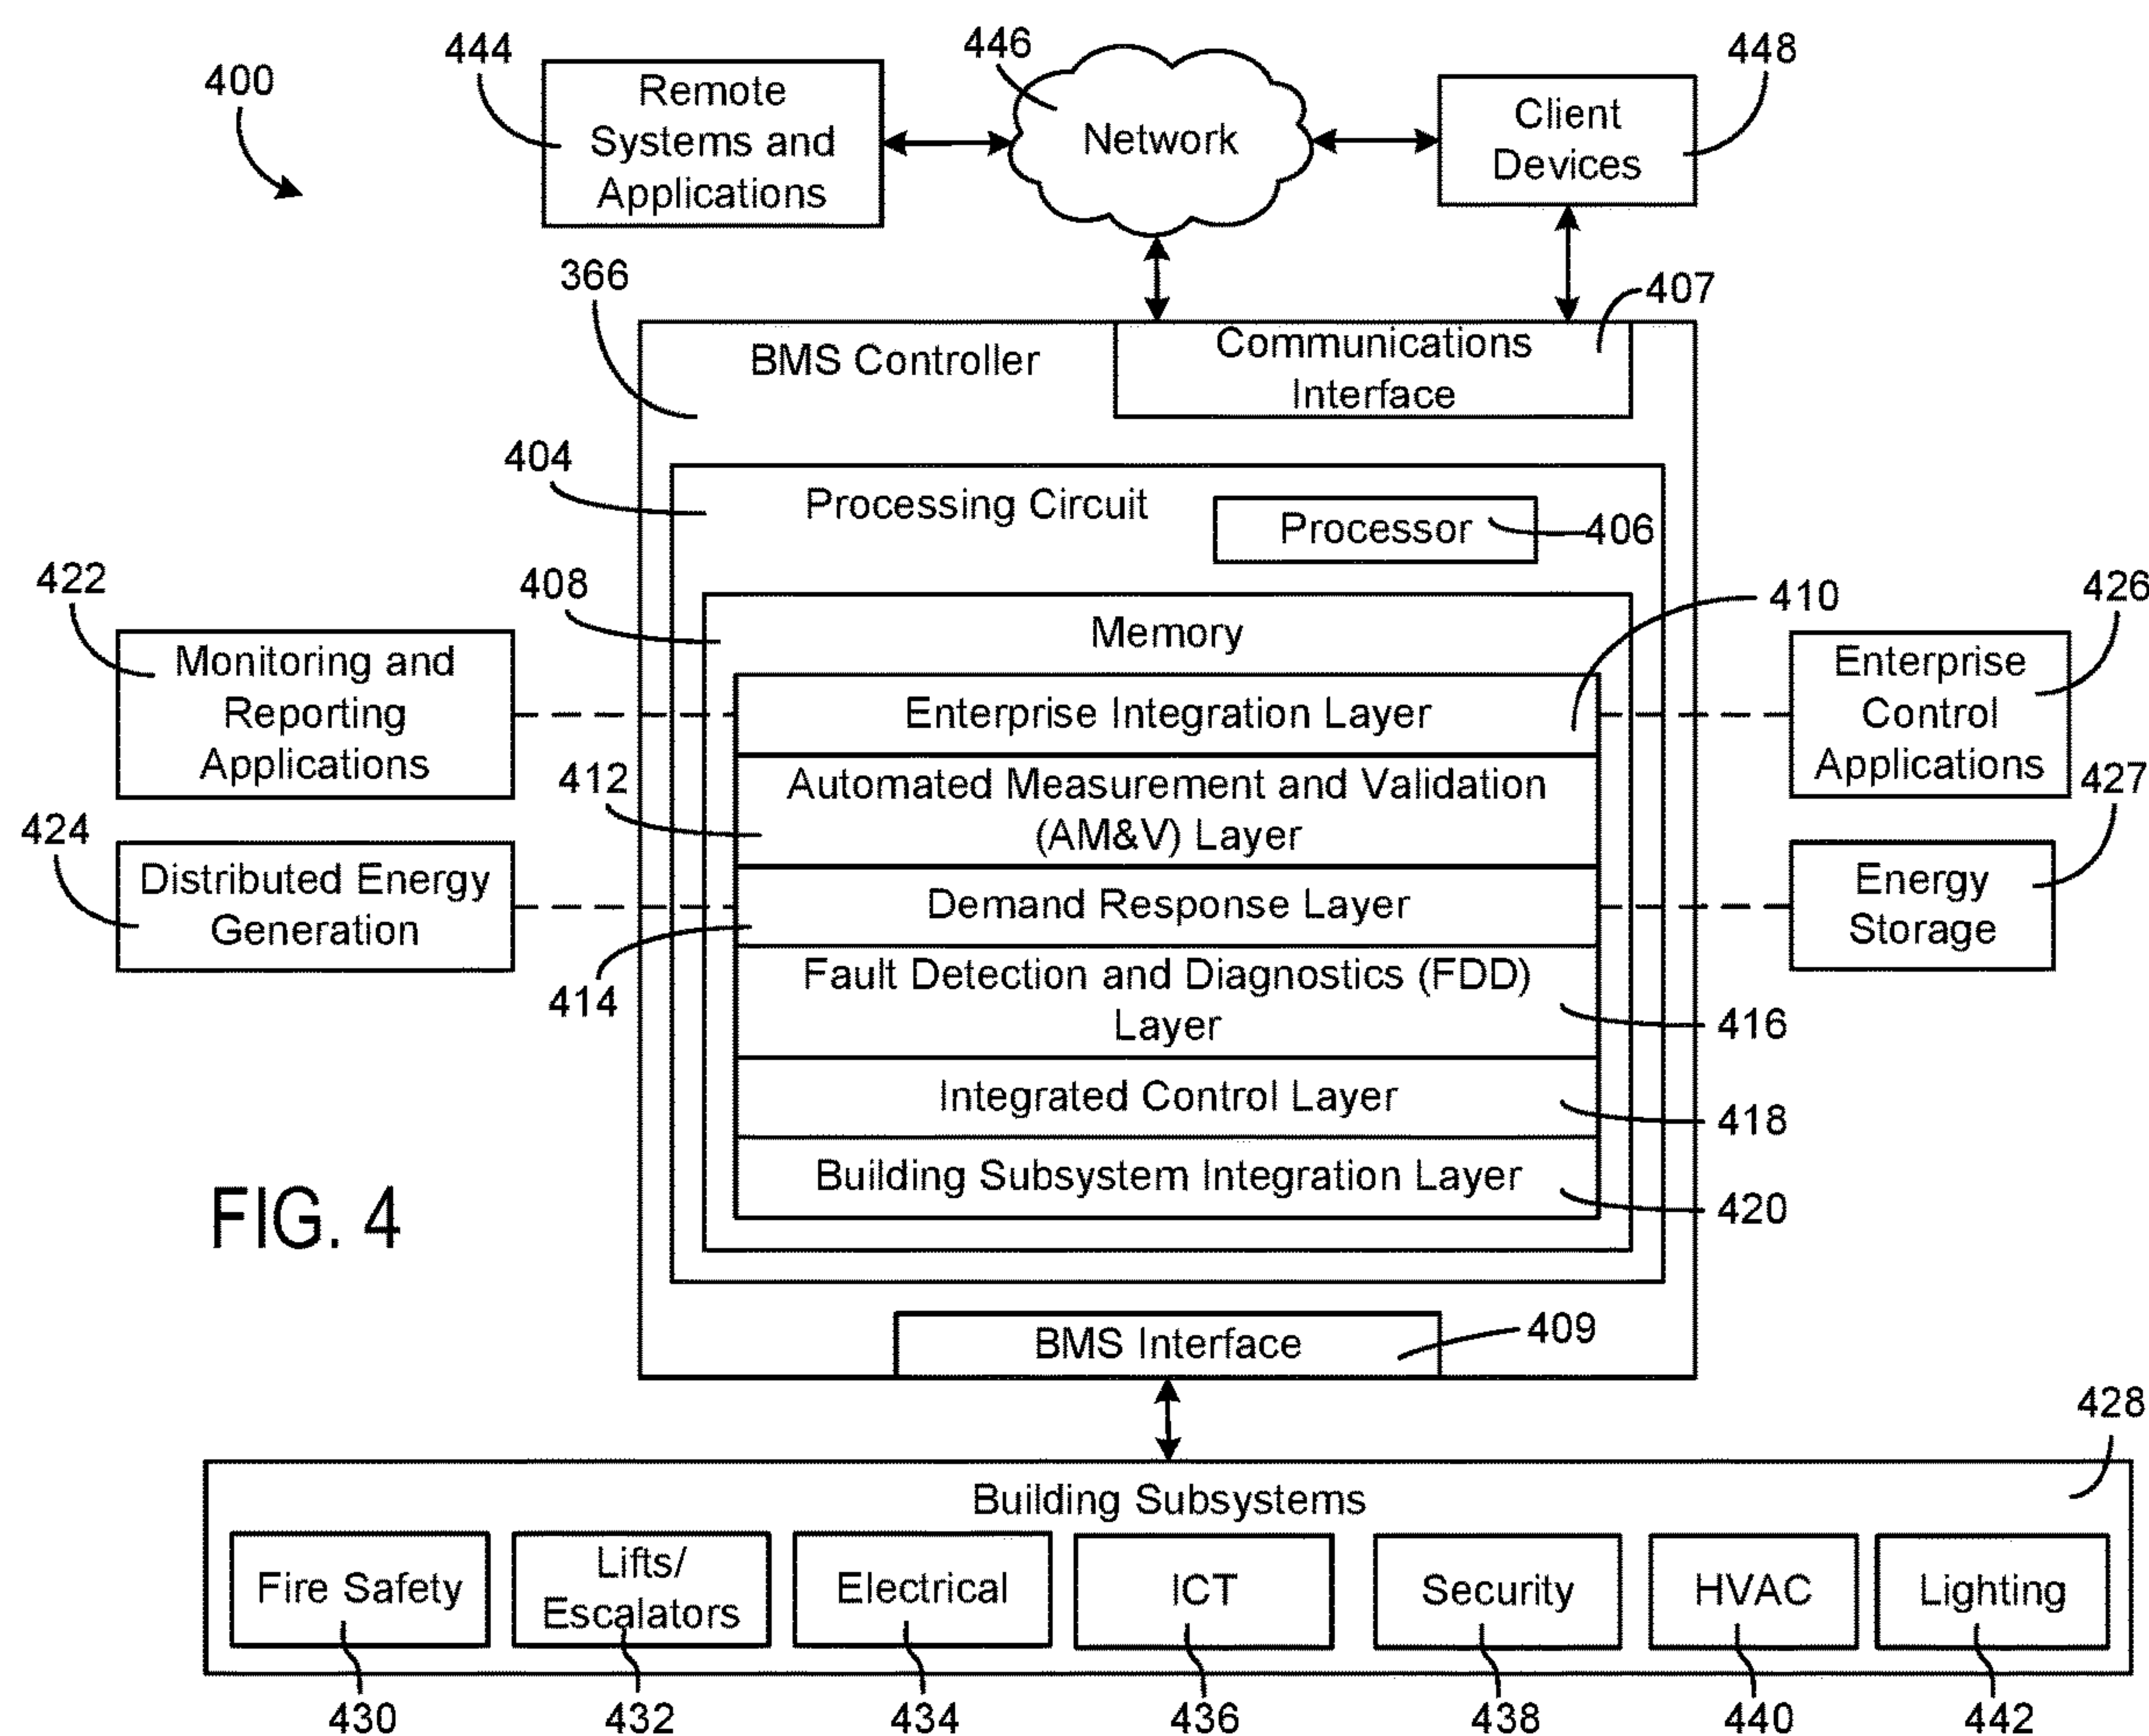 400
444
Remote
Systems and
Applications
446
Network
Client
Devices
448
366
BMS Controller
Communications
Interface
407
404
Processing Circuit
Processor
406
408
Memory
410
422
Monitoring and
Reporting
Applications
Enterprise Integration Layer
Enterprise
Control
Applications
426
412
Automated Measurement and Validation
(AM&V) Layer
427
424
Distributed Energy
Generation
Demand Response Layer
Energy
Storage
414
Fault Detection and Diagnostics (FDD)
Layer
416
Integrated Control Layer
418
Building Subsystem Integration Layer
420
FIG. 4
BMS Interface
409
428
Building Subsystems
Fire Safety
Lifts/
Escalators
Electrical
ICT
Security
HVAC
Lighting
430
432
434
436
438
440
442